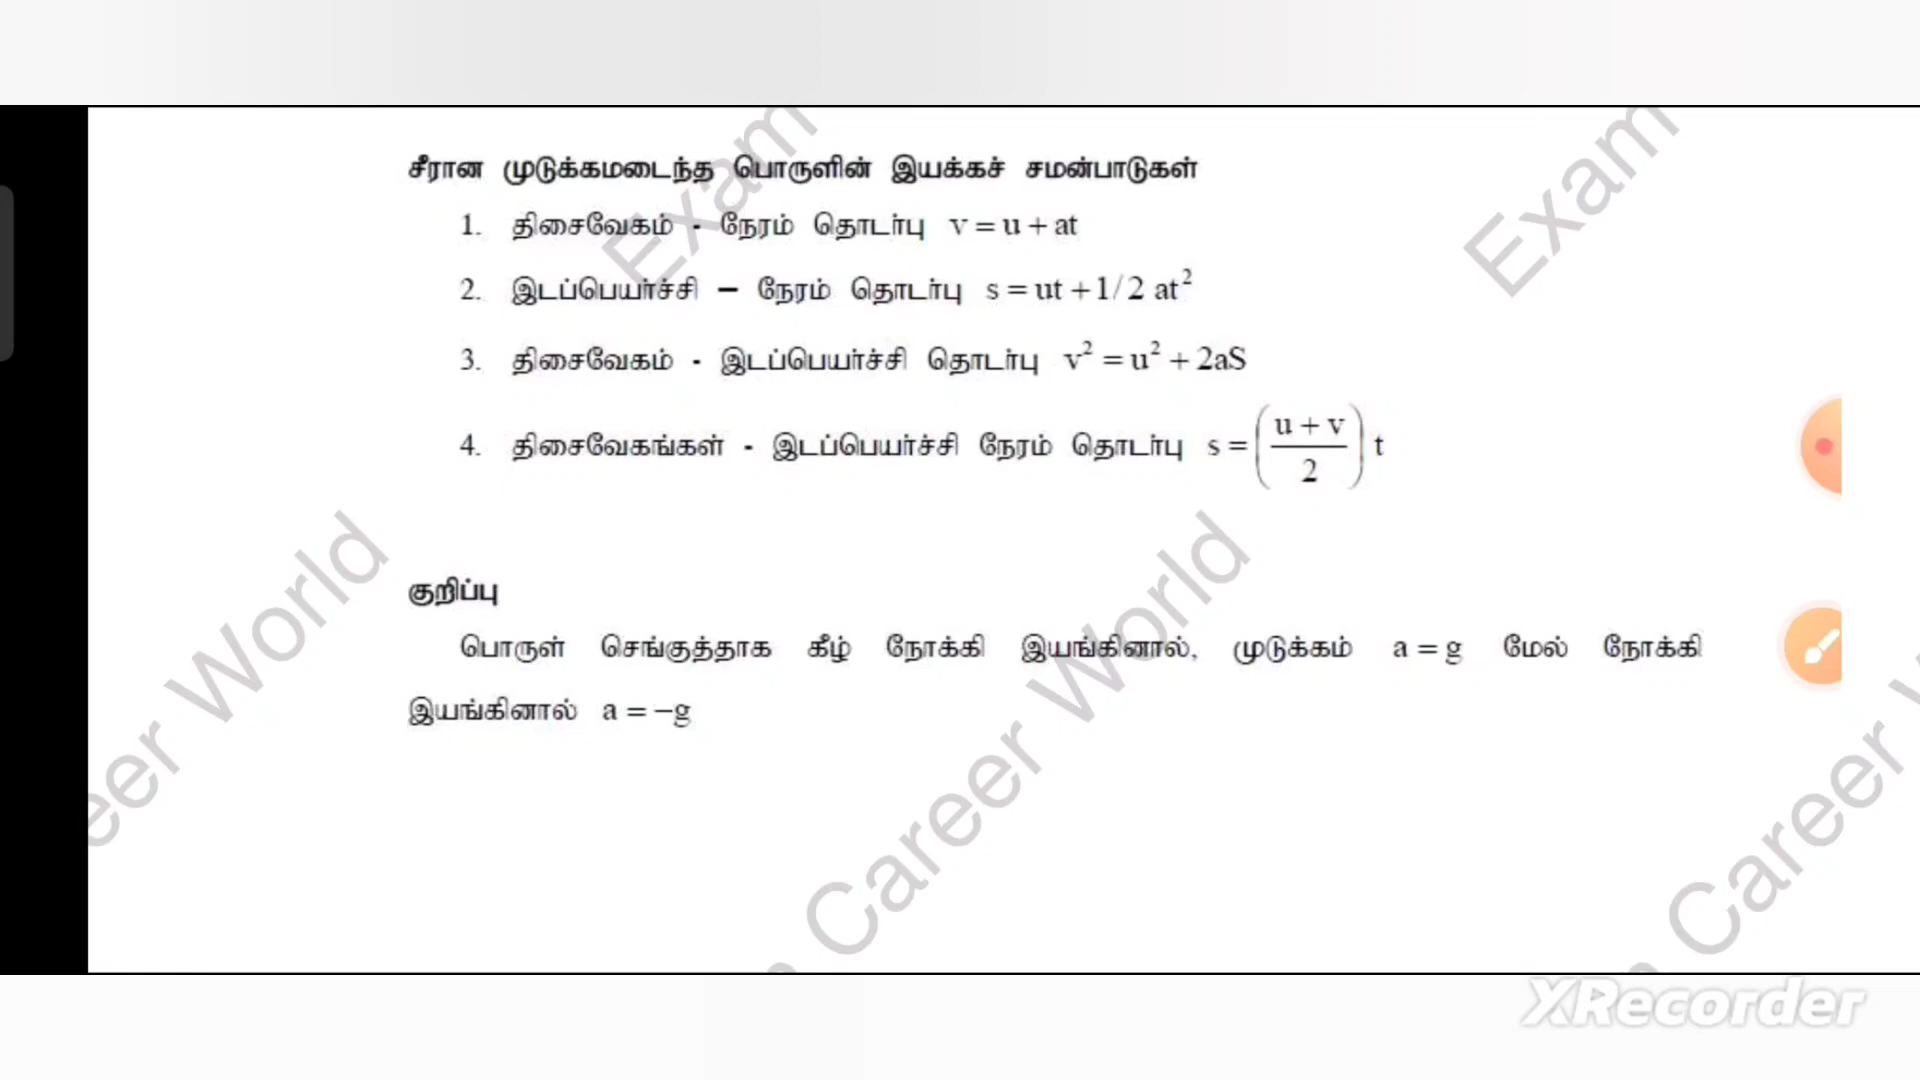 Exam
Exam
சீரான முடுக்கமடைந்த பொருளின் இயக்கச் சமன்பாடுகள்
1. திசைவேகம் - நேரம் தொடர்பு v = u + at
2. இடப்பெயர்ச்சி – நேரம் தொடர்பு s = ut + 1/2 at²
3. திசைவேகம் - இடப்பெயர்ச்சி தொடர்பு v² = u² + 2aS
4. திசைவேகங்கள் - இடப்பெயர்ச்சி நேரம் தொடர்பு s = ((u + v)/2) t
குறிப்பு
பொருள் செங்குத்தாக கீழ் நோக்கி இயங்கினால், முடுக்கம் a = g மேல் நோக்கி
இயங்கினால் a = −g
eer World
Career World
Career
XRecorder